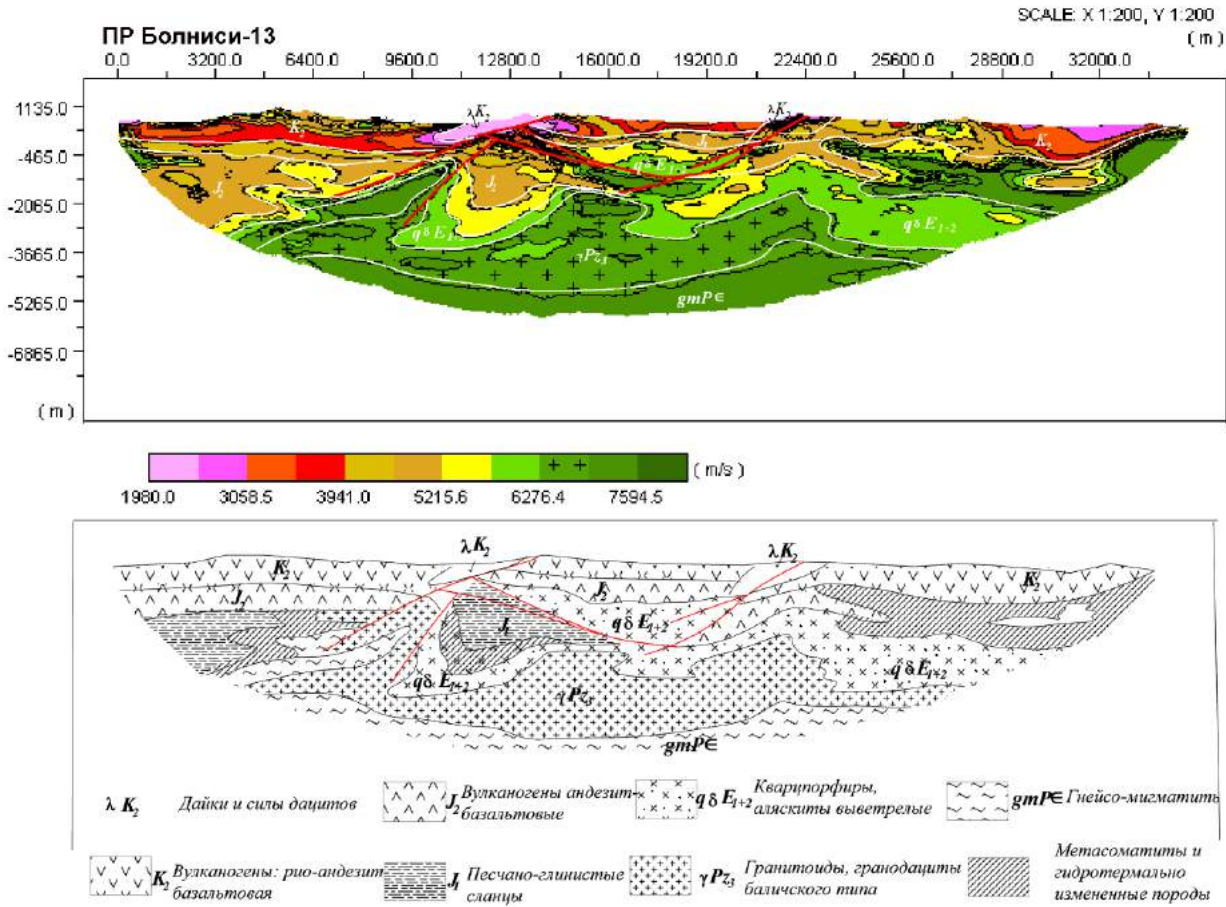 SCALE: X 1:200, Y 1:200
ПР Болниси-13
( m )
0.0 3200.0 6400.0 9600.0 12800.0 16000.0 19200.0 22400.0 25600.0 28800.0 32000.0
1135.0
-465.0
-2065.0
-3665.0
-5265.0
-6865.0
( m )
λK₂ λK₂
K₂ J₁ K₂
qδE₁₊₂
J₂ J₂
qδE₁₊₂ qδE₁₊₂
γPz₃
gmP∈
( m/s )
1980.0 3058.5 3941.0 5215.6 6276.4 7594.5
λK₂ λK₂
K₂ K₂
J₂ J₂
J₁ qδE₁₊₂
qδE₁₊₂ qδE₁₊₂
γPz₃
gmP∈
λ K₂ Дайки и силы дацитов
J₂ Вулканогены андезит-
базальтовые
qδE₁₊₂ Кварцпорфиры,
аляскиты выветрелые
gmP∈ Гнейсо-мигматиты
K₂ Вулканогены: рио-андезит
базальтовая
J₁ Песчано-глинистые
сланцы
γPz₃ Гранитоиды, гранодациты
баличского типа
Метасоматиты и
гидротермально
измененные породы